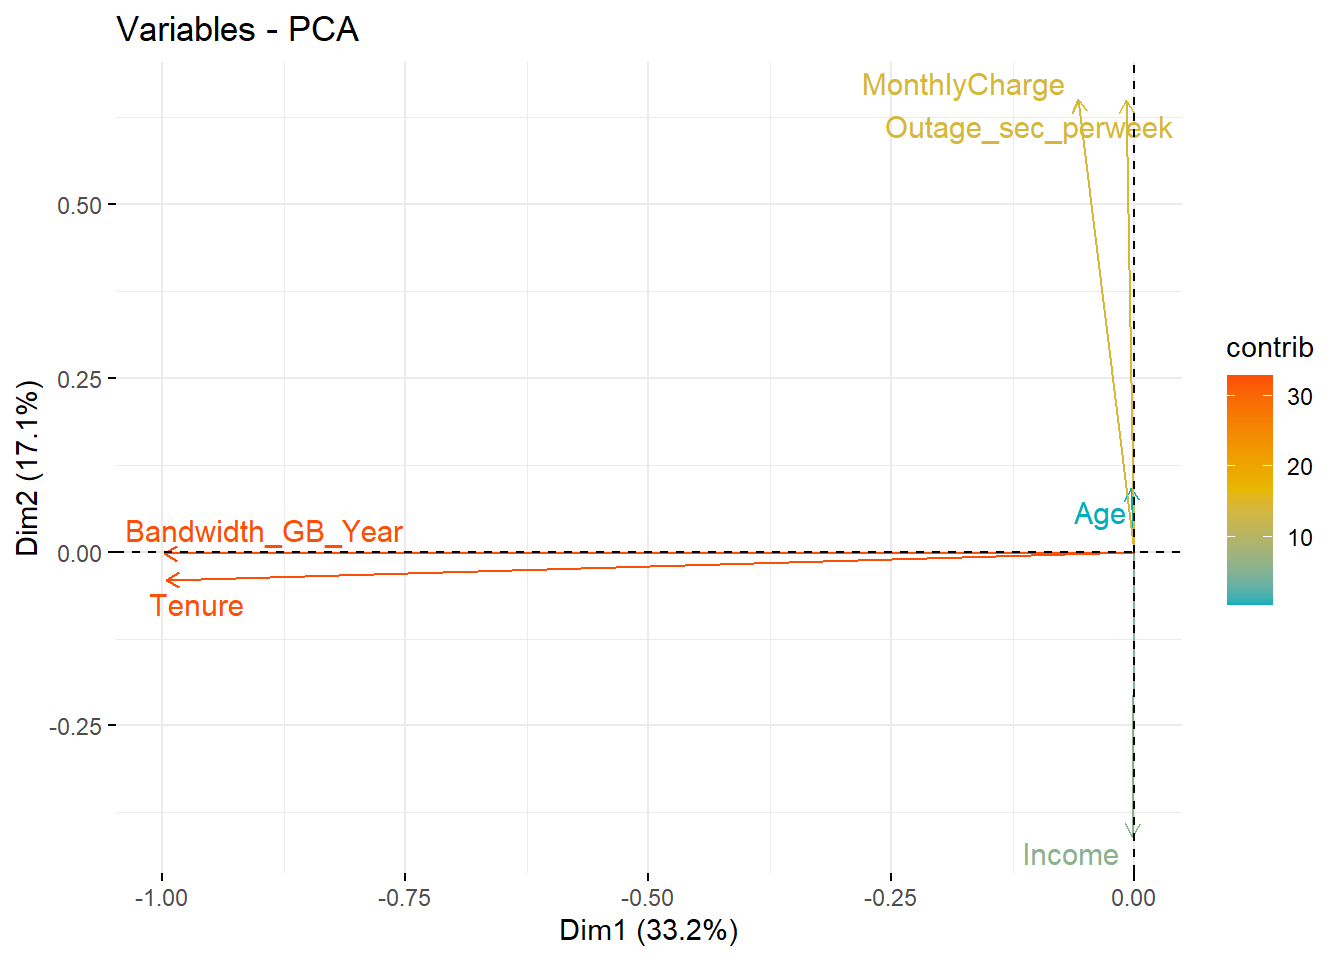 Variables - PCA
MonthlyCharge
Outage_sec_perweek
0.50
contrib
0.25
30
20
Age
10
Bandwidth_GB_Year
0.00
Tenure
-0.25
Income
-1.00 -0.75 -0.50 -0.25 0.00
Dim1 (33.2%)
Dim2 (17.1%)